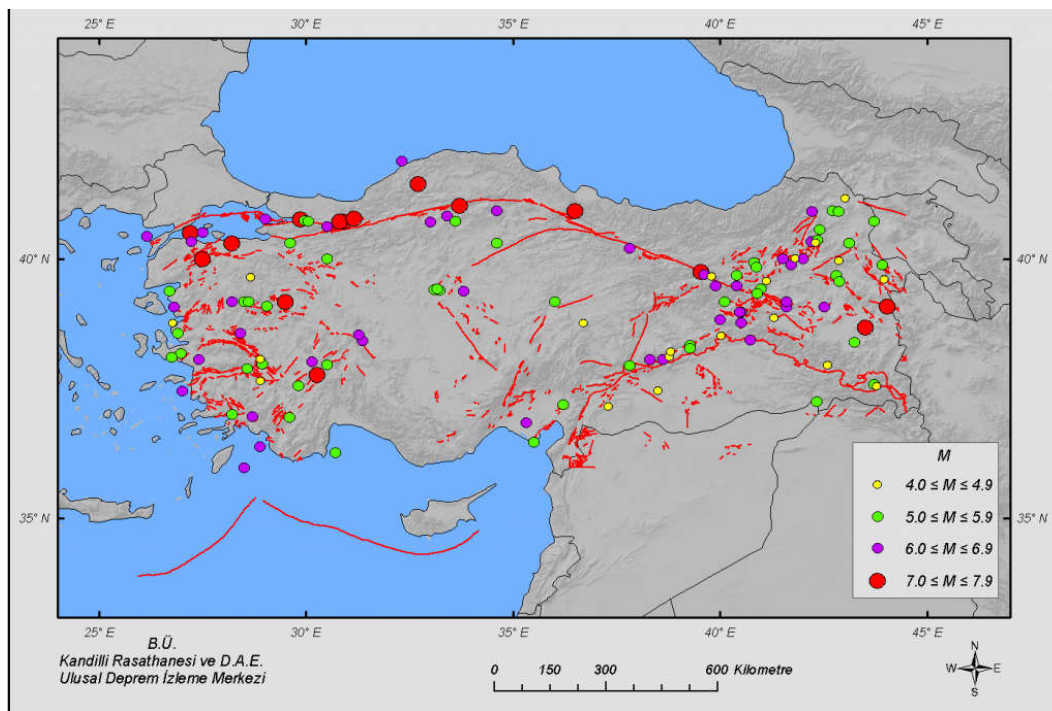 25° E 30° E 35° E 40° E 45° E
40° N 40° N
35° N 35° N
M
4.0 ≤ M ≤ 4.9
5.0 ≤ M ≤ 5.9
6.0 ≤ M ≤ 6.9
7.0 ≤ M ≤ 7.9
25° E 30° E 35° E 40° E 45° E
B.Ü.
Kandilli Rasathanesi ve D.A.E.
Ulusal Deprem İzleme Merkezi
0 150 300 600 Kilometre
N
W E
S